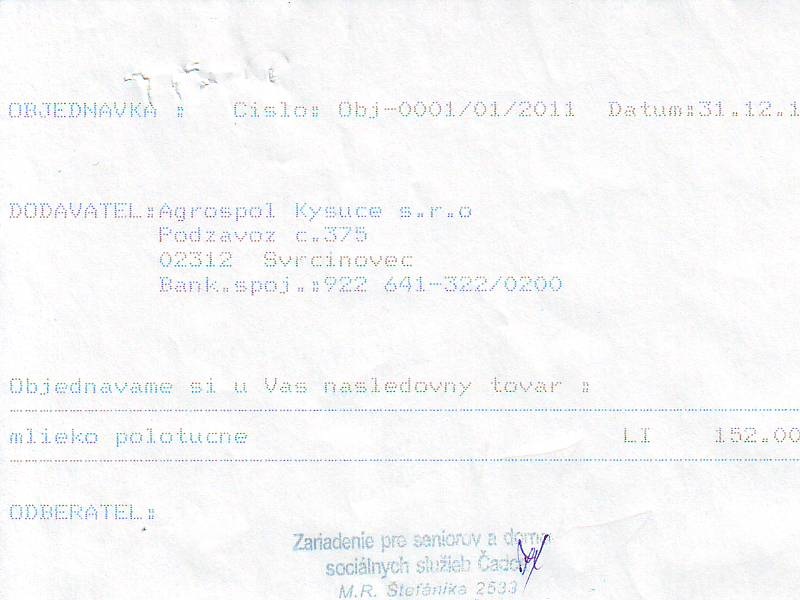 OBJEDNAVKA : Cislo: Obj-0001/01/2011 Datum:31.12.1
DODAVATEL:Agrospol Kysuce s.r.o
Podzavoz c.375
02312 Svrcinovec
Bank.spoj.:922 641-322/0200
Objednavame si u Vas nasledovny tovar :
mlieko polotucne LI 152.00
ODBERATEL:
Zariadenie pre seniorov a domov
sociálnych služieb Čadca
M.R. Štefánika 2533